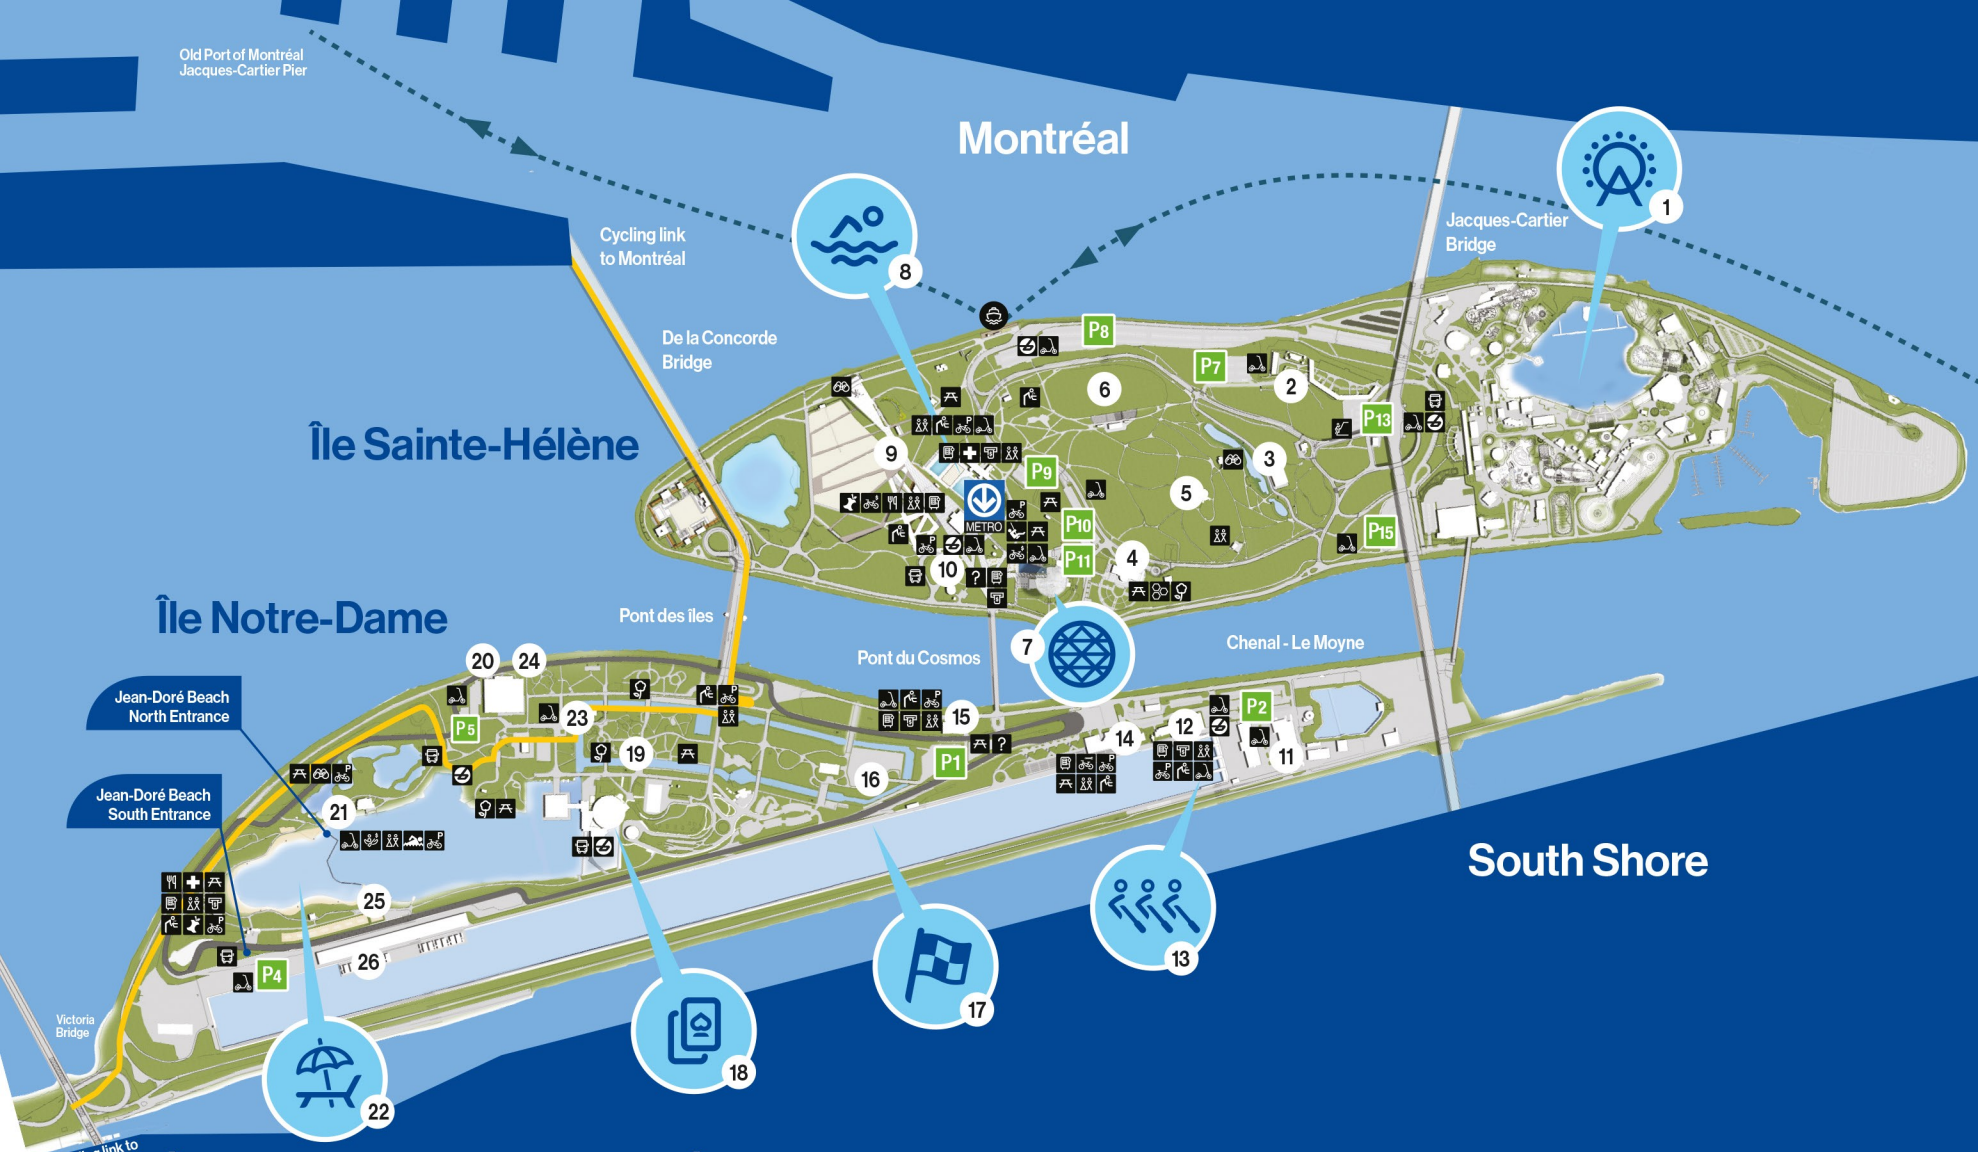 Old Port of Montréal
Jacques-Cartier Pier
Montréal
1
Jacques-Cartier
Bridge
Cycling link
to Montréal
8
De la Concorde
Bridge
P8
P7
6
2
P13
Île Sainte-Hélène
9
P9
3
5
METRO
P10
P15
P11
4
10
?
Île Notre-Dame
Pont des îles
7
Pont du Cosmos
Chenal - Le Moyne
20
24
Jean-Doré Beach
North Entrance
P5
23
15
P2
12
14
11
19
P1
?
16
Jean-Doré Beach
South Entrance
21
South Shore
25
26
P4
13
17
Victoria
Bridge
18
22
link to